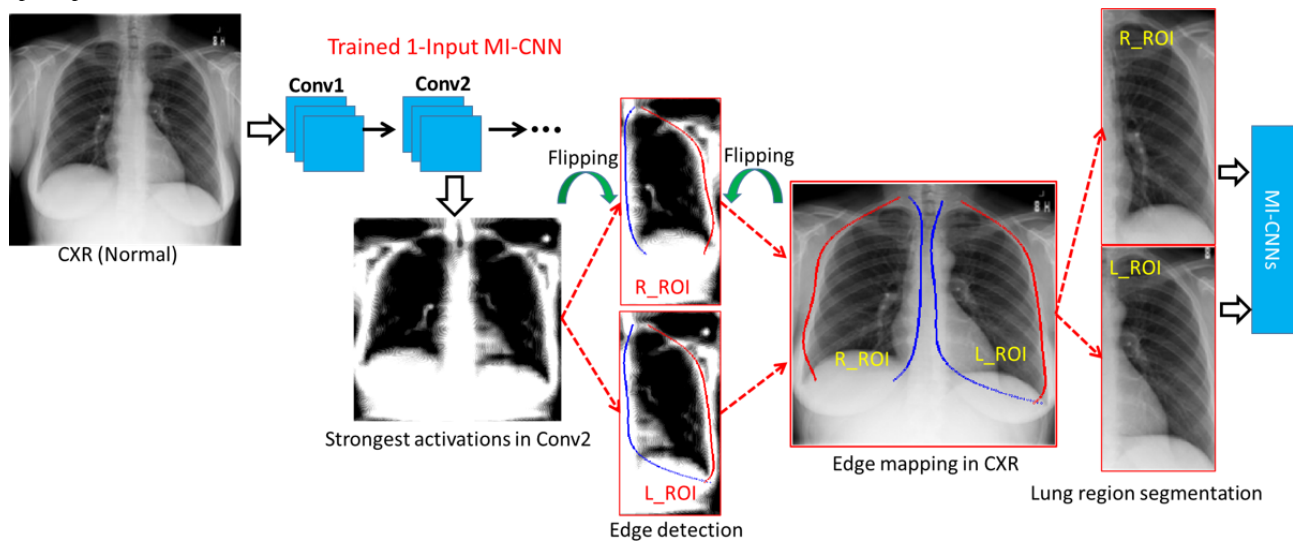 Trained 1-Input MI-CNN
Conv1
Conv2
CXR (Normal)
Strongest activations in Conv2
Flipping
Flipping
R_ROI
L_ROI
Edge detection
R_ROI
L_ROI
Edge mapping in CXR
R_ROI
L_ROI
Lung region segmentation
MI-CNNs